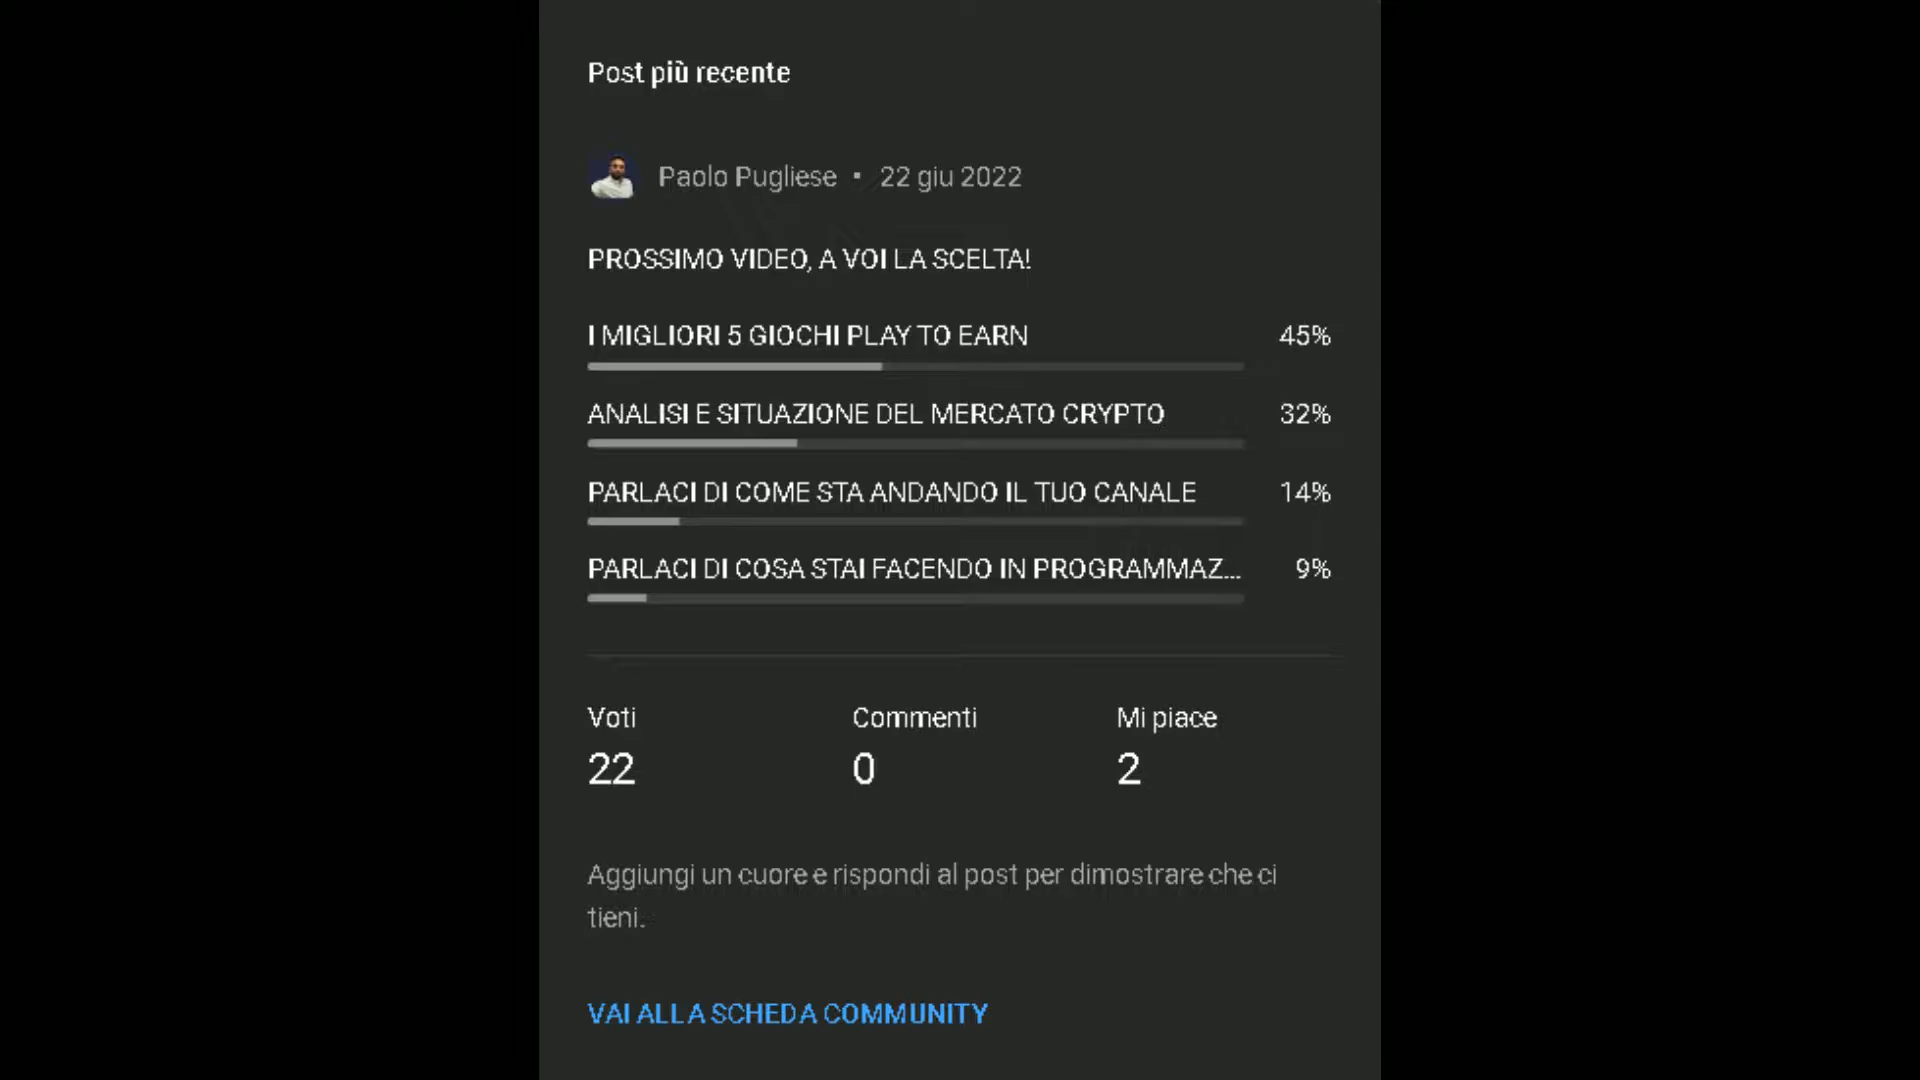 Post più recente
Paolo Pugliese • 22 giu 2022
PROSSIMO VIDEO, A VOI LA SCELTA!
I MIGLIORI 5 GIOCHI PLAY TO EARN 45%
ANALISI E SITUAZIONE DEL MERCATO CRYPTO 32%
PARLACI DI COME STA ANDANDO IL TUO CANALE 14%
PARLACI DI COSA STAI FACENDO IN PROGRAMMAZ... 9%
Voti Commenti Mi piace
22 0 2
Aggiungi un cuore e rispondi al post per dimostrare che ci
tieni.
VAI ALLA SCHEDA COMMUNITY